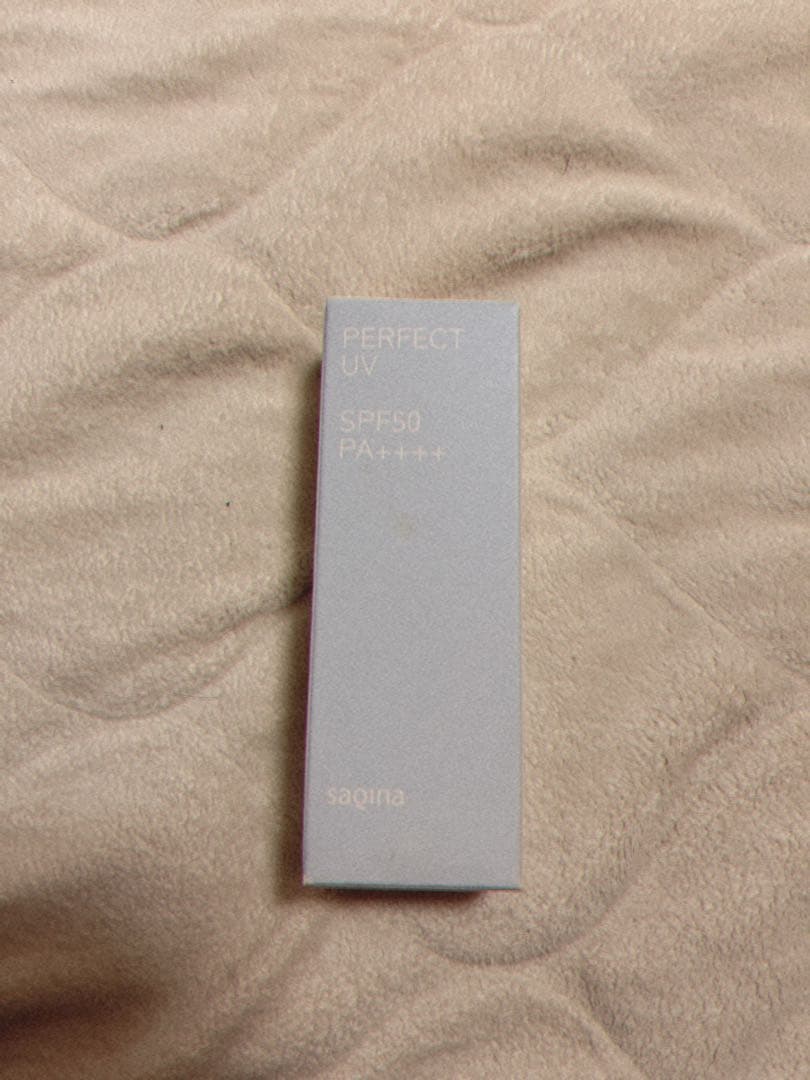 PERFECT
UV
SPF50
PA++++
saqina